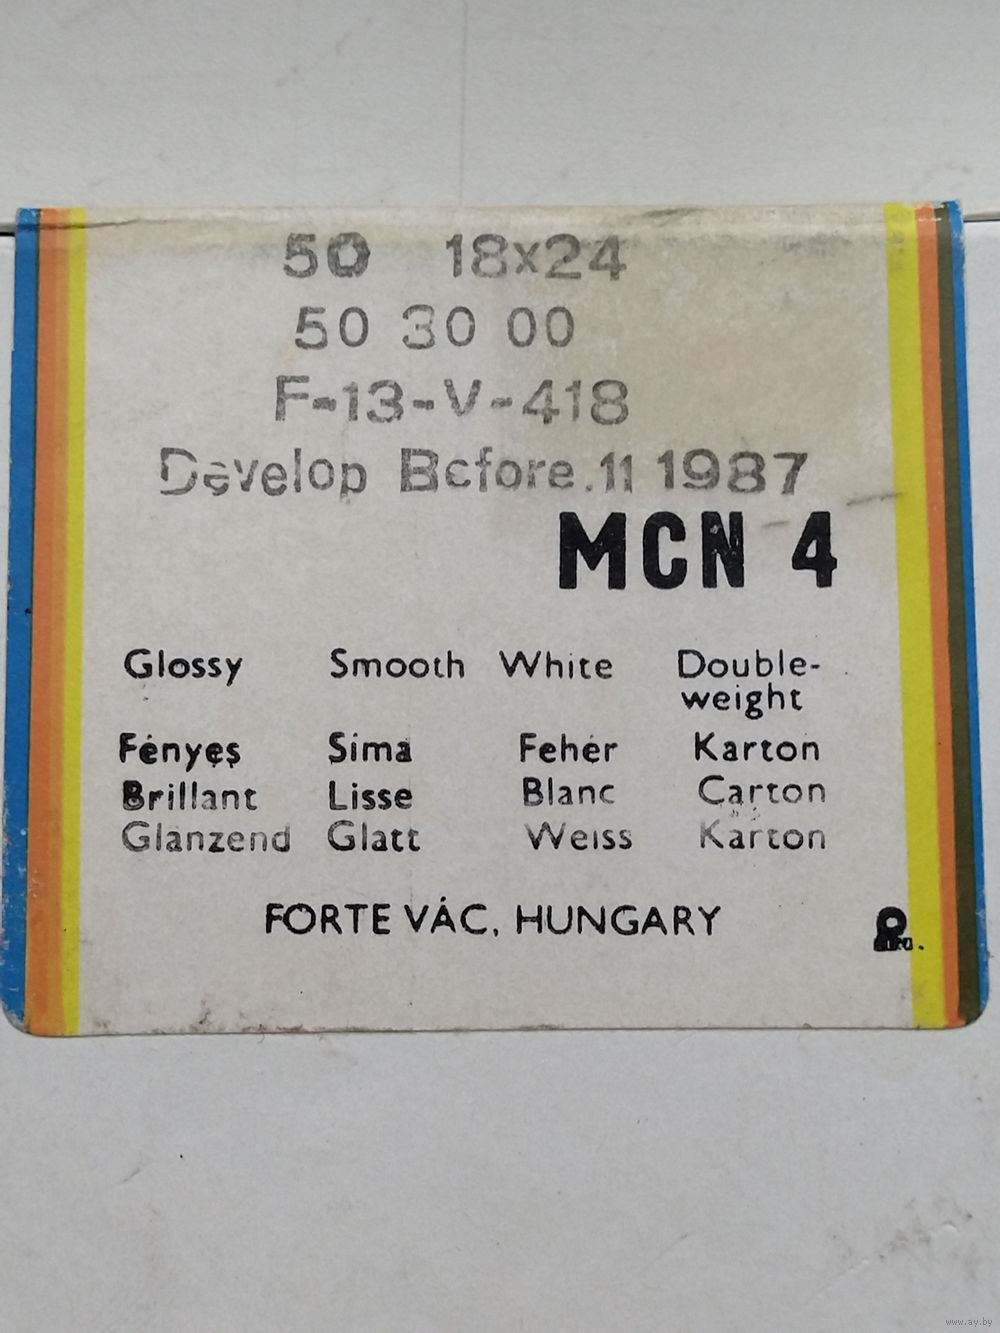 50 18x24
50 30 00
F-13-V-418
Develop Before.11 1987
MCN 4
Glossy Smooth White Double-
weight
Fényes Sima Fehér Karton
Brillant Lisse Blanc Carton
Glänzend Glatt Weiss Karton
FORTE VÁC, HUNGARY
www.ay.by